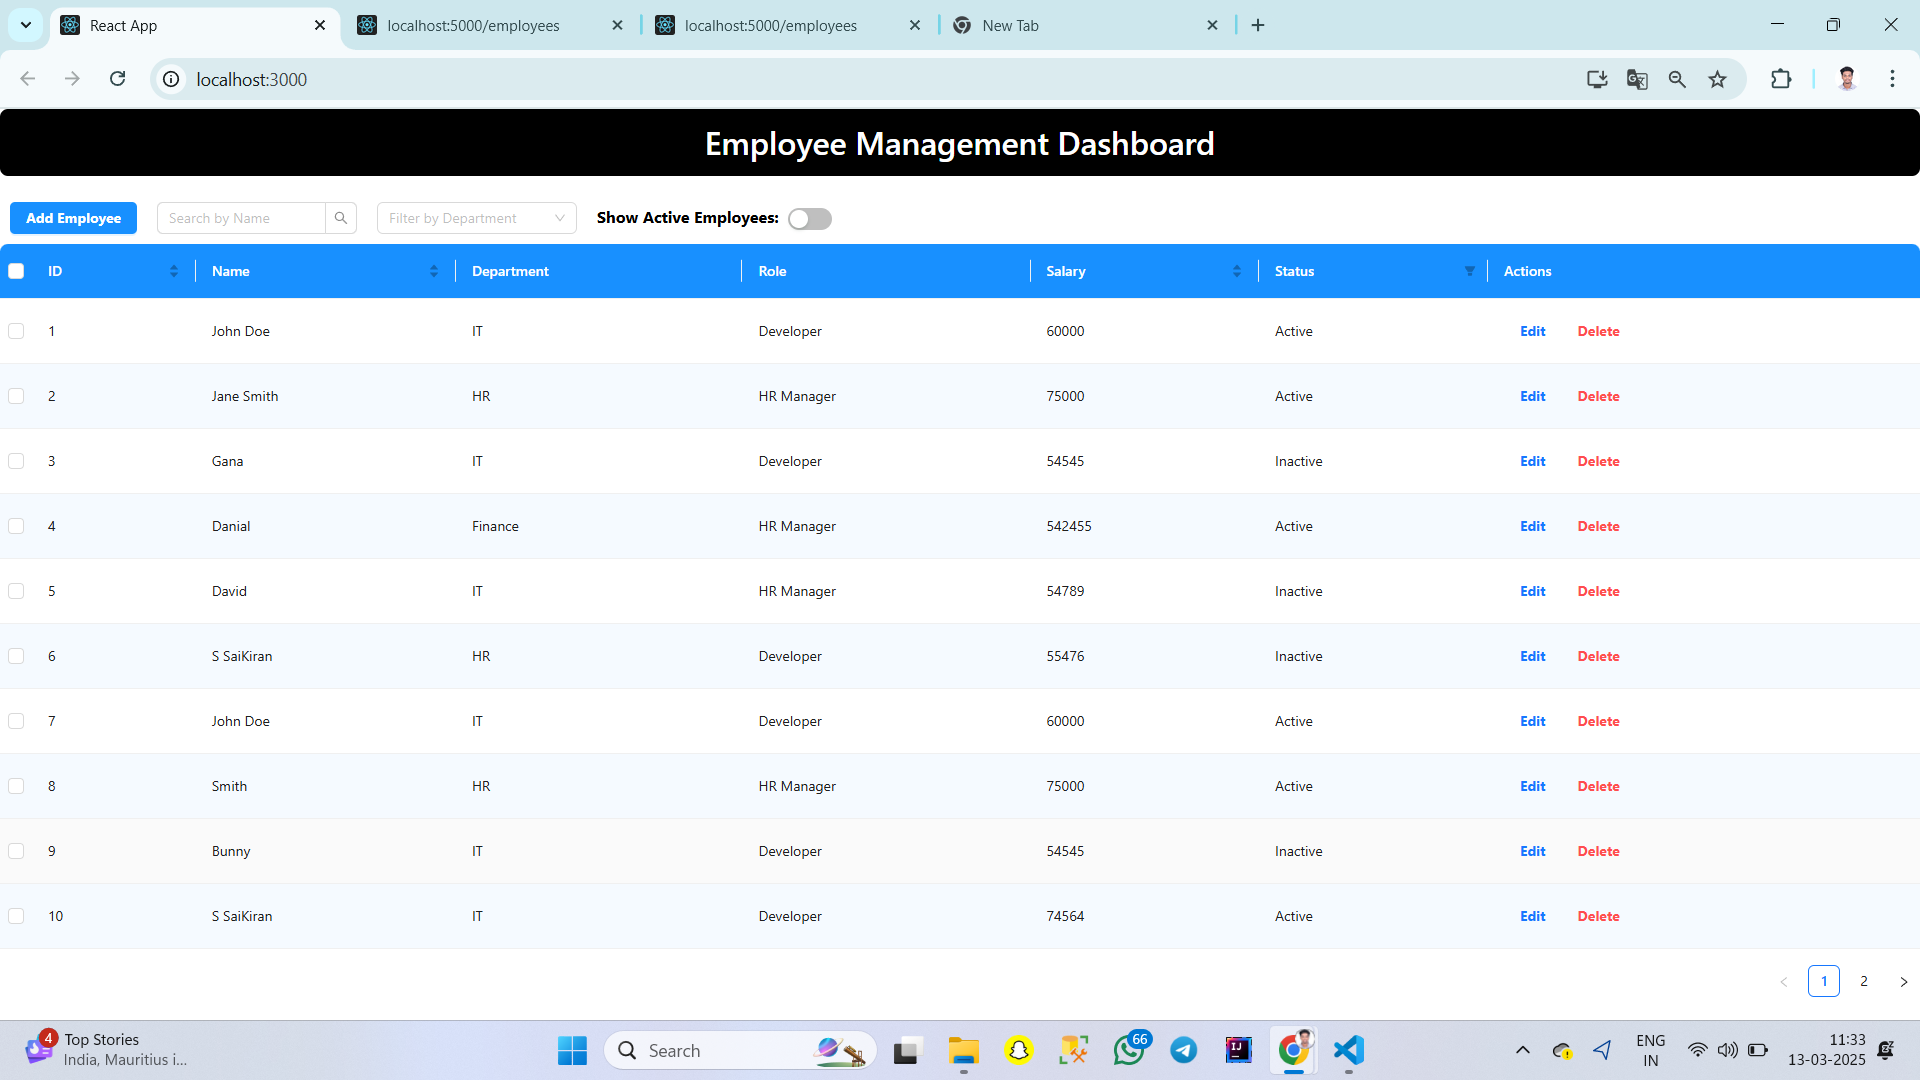 React App
localhost:5000/employees
localhost:5000/employees
New Tab
localhost:3000
Employee Management Dashboard
Add Employee Search by Name Filter by Department Show Active Employees:
ID Name Department Role Salary Status Actions
1 John Doe IT Developer 60000 Active Edit Delete
2 Jane Smith HR HR Manager 75000 Active Edit Delete
3 Gana IT Developer 54545 Inactive Edit Delete
4 Danial Finance HR Manager 542455 Active Edit Delete
5 David IT HR Manager 54789 Inactive Edit Delete
6 S SaiKiran HR Developer 55476 Inactive Edit Delete
7 John Doe IT Developer 60000 Active Edit Delete
8 Smith HR HR Manager 75000 Active Edit Delete
9 Bunny IT Developer 54545 Inactive Edit Delete
10 S SaiKiran IT Developer 74564 Active Edit Delete
1 2
4
Top Stories
India, Mauritius i...
Search
66
IJ
ENG
IN
11:33
13-03-2025